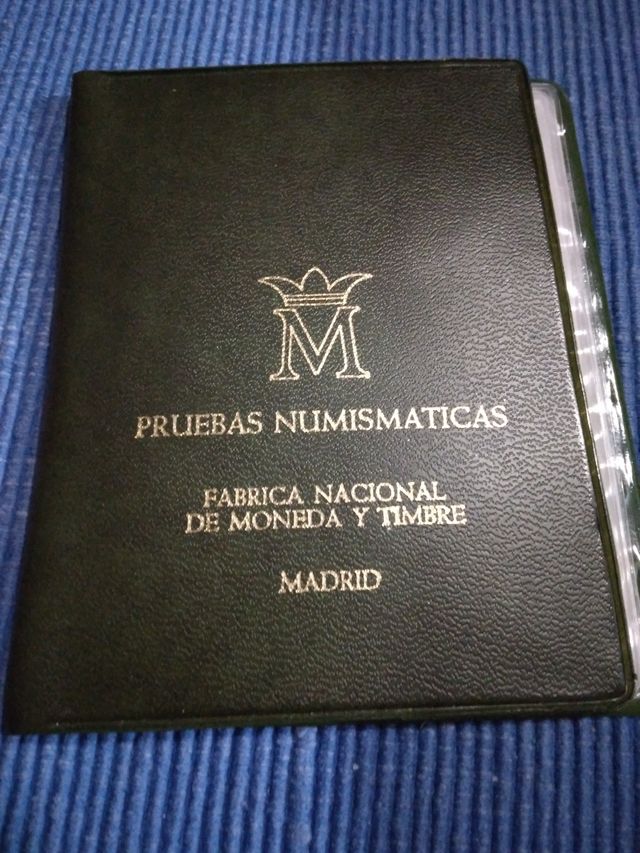 M
PRUEBAS NUMISMATICAS
FABRICA NACIONAL
DE MONEDA Y TIMBRE
MADRID